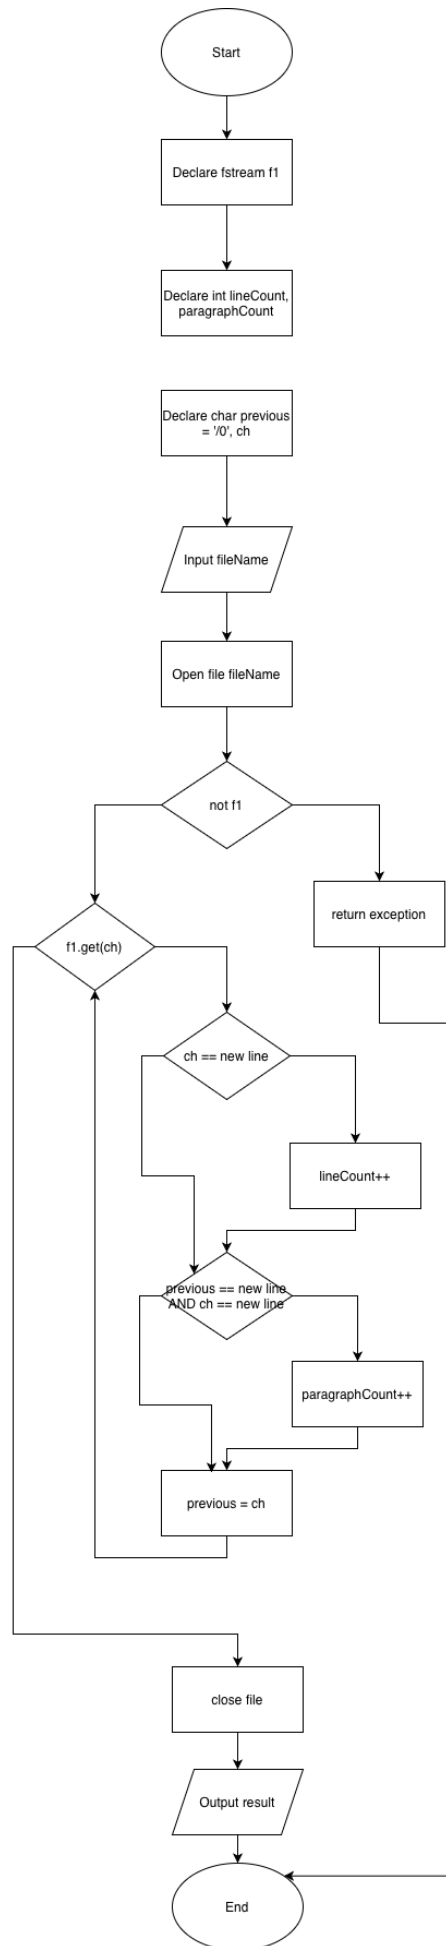 Start
Declare fstream f1
Declare int lineCount,
paragraphCount
Declare char previous
= '/0', ch
Input fileName
Open file fileName
not f1
return exception
f1.get(ch)
ch == new line
lineCount++
previous == new line
AND ch == new line
paragraphCount++
previous = ch
close file
Output result
End